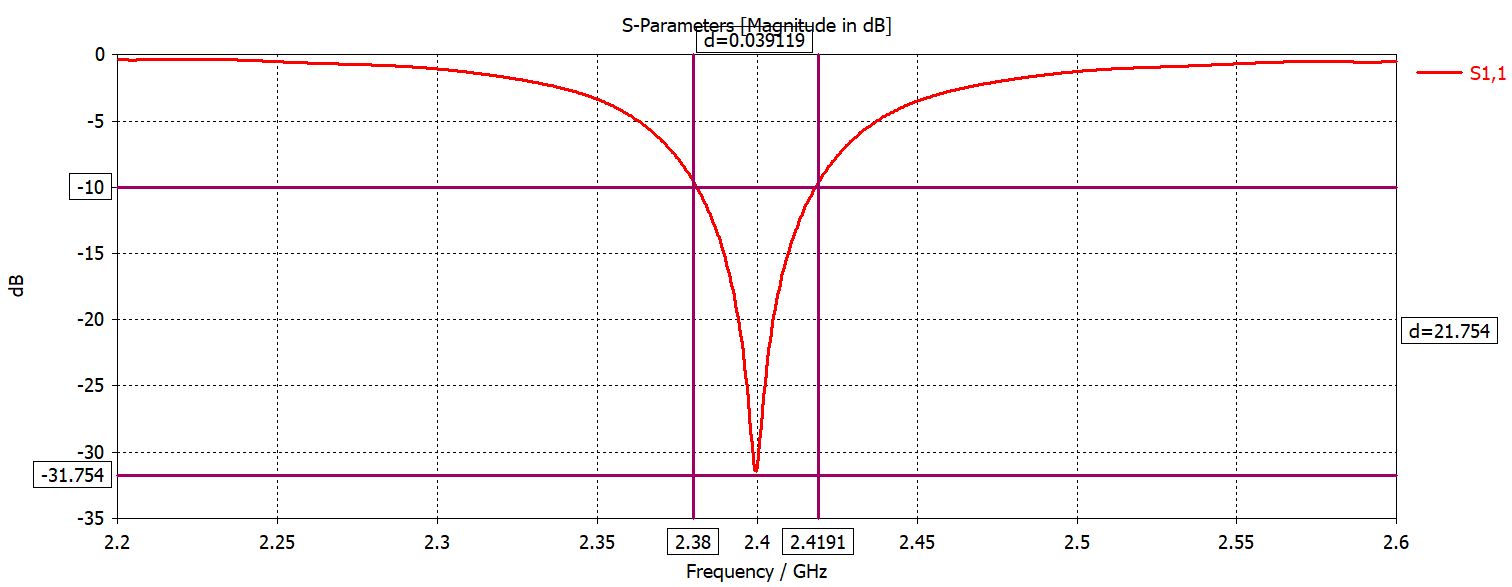 S-Parameters [Magnitude in dB]
d=0.039119
0
S1,1
-5
-10
-15
dB
-20
d=21.754
-25
-30
-31.754
-35
2.2 2.25 2.3 2.35 2.38 2.4 2.4191 2.45 2.5 2.55 2.6
Frequency / GHz